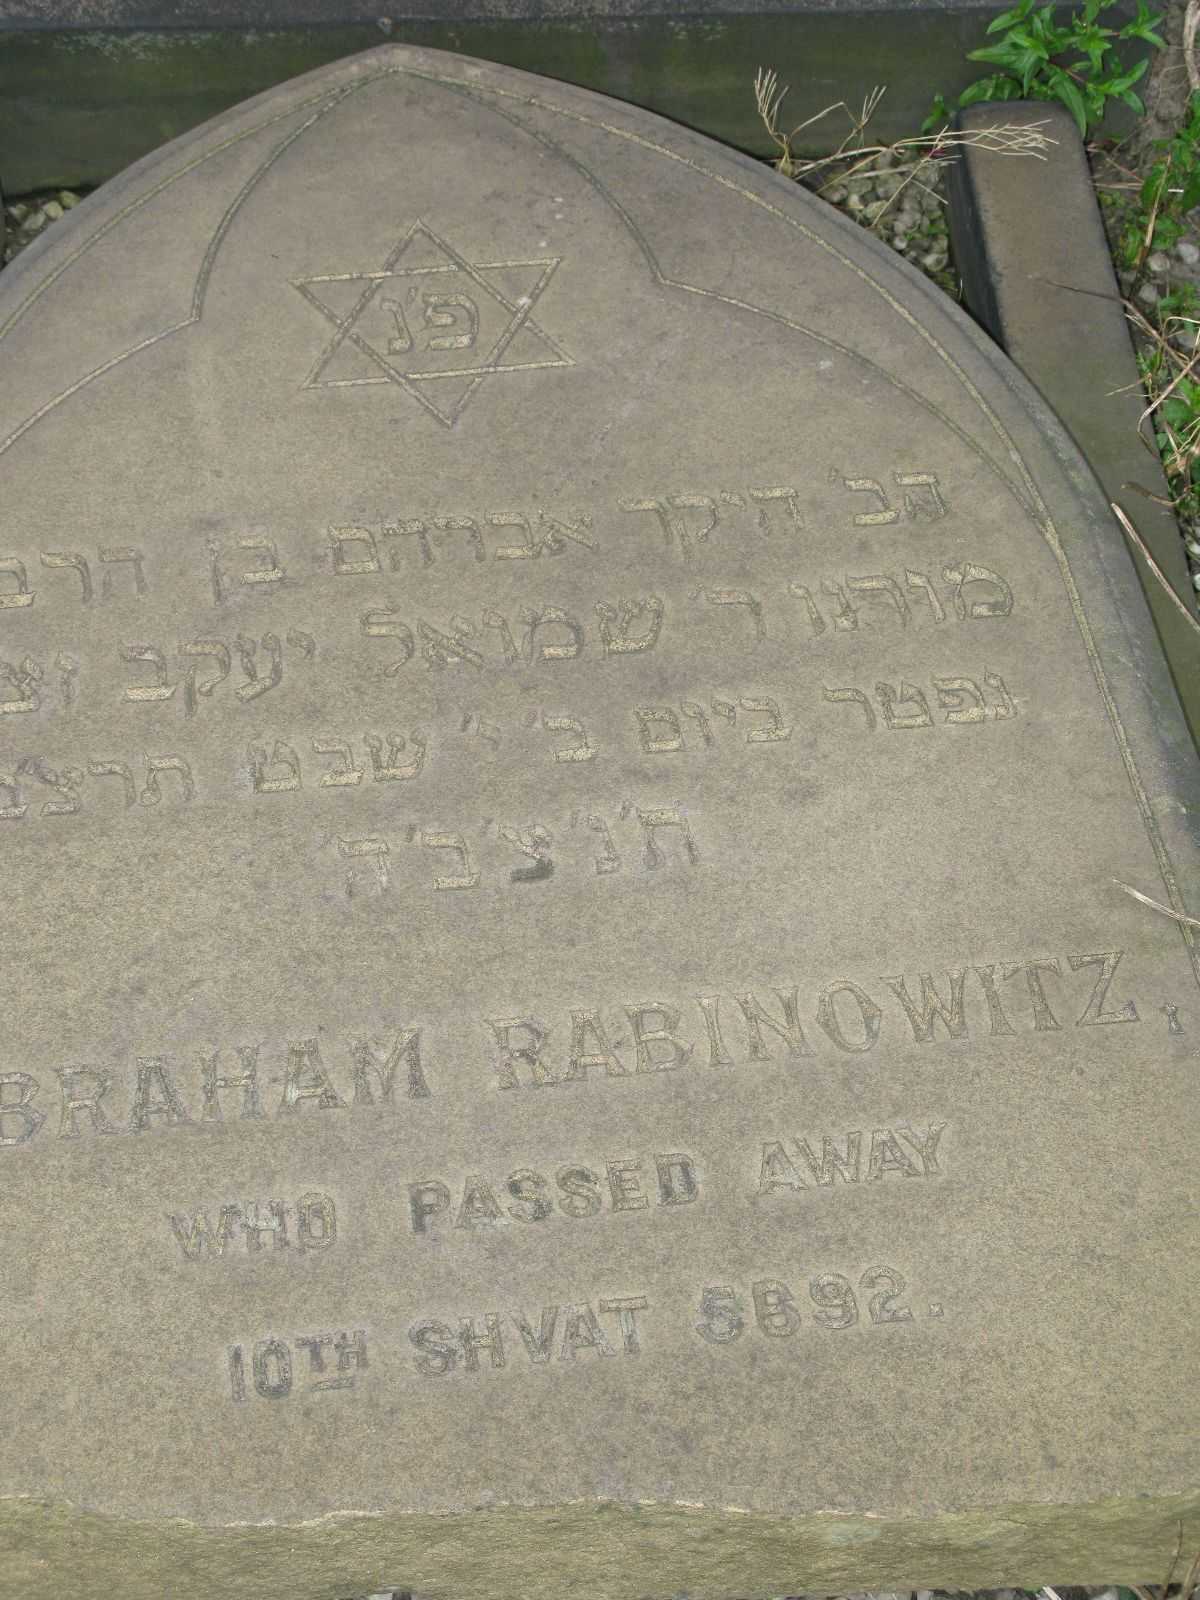 פ'נ
הב' היקר אברהם בן הרב
מורנו ר' שמואל יעקב
נפטר ביום ב' י' שבט תרצ"ב
ת'נ'צ'ב'ה
BRAHAM RABINOWITZ,
WHO PASSED AWAY
10TH SHVAT 5692.